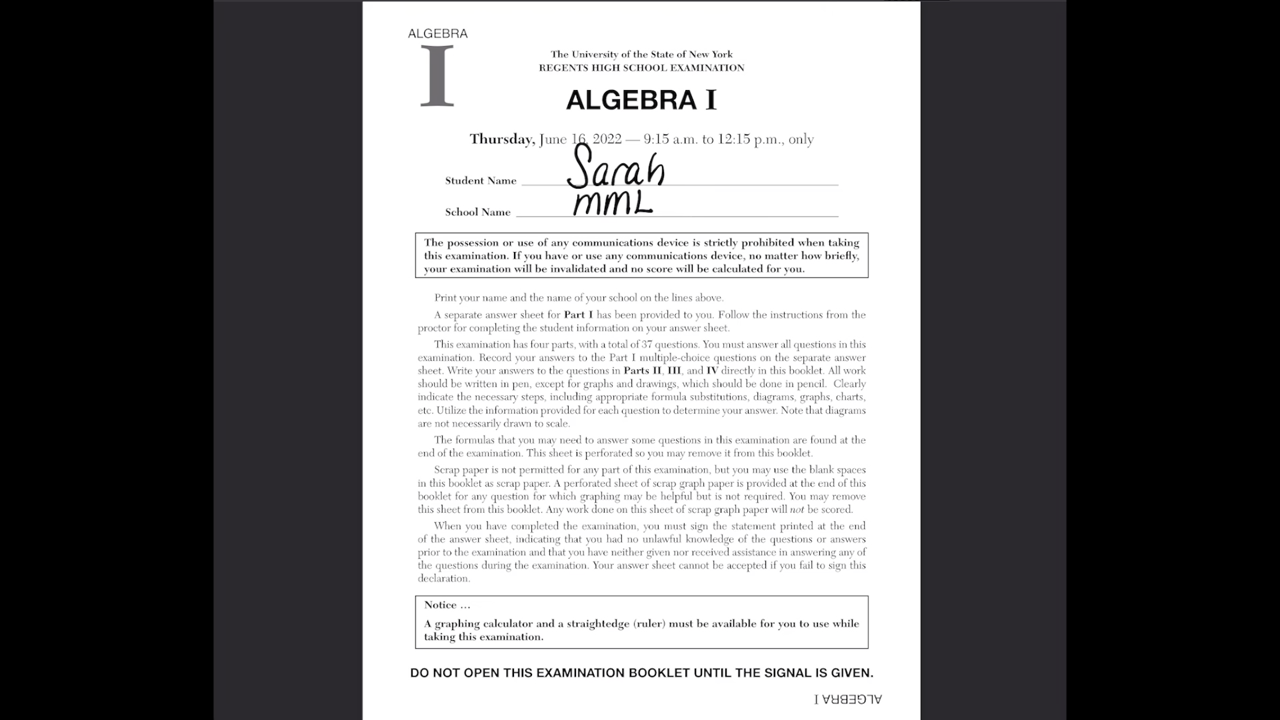 ALGEBRA
I
The University of the State of New York
REGENTS HIGH SCHOOL EXAMINATION
ALGEBRA I
Thursday, June 16, 2022 — 9:15 a.m. to 12:15 p.m., only
Student Name Sarah
School Name MML
The possession or use of any communications device is strictly prohibited when taking
this examination. If you have or use any communications device, no matter how briefly,
your examination will be invalidated and no score will be calculated for you.
Print your name and the name of your school on the lines above.
A separate answer sheet for Part I has been provided to you. Follow the instructions from the
proctor for completing the student information on your answer sheet.
This examination has four parts, with a total of 37 questions. You must answer all questions in this
examination. Record your answers to the Part I multiple-choice questions on the separate answer
sheet. Write your answers to the questions in Parts II, III, and IV directly in this booklet. All work
should be written in pen, except for graphs and drawings, which should be done in pencil. Clearly
indicate the necessary steps, including appropriate formula substitutions, diagrams, graphs, charts,
etc. Utilize the information provided for each question to determine your answer. Note that diagrams
are not necessarily drawn to scale.
The formulas that you may need to answer some questions in this examination are found at the
end of the examination. This sheet is perforated so you may remove it from this booklet.
Scrap paper is not permitted for any part of this examination, but you may use the blank spaces
in this booklet as scrap paper. A perforated sheet of scrap graph paper is provided at the end of this
booklet for any question for which graphing may be helpful but is not required. You may remove
this sheet from this booklet. Any work done on this sheet of scrap graph paper will not be scored.
When you have completed the examination, you must sign the statement printed at the end
of the answer sheet, indicating that you had no unlawful knowledge of the questions or answers
prior to the examination and that you have neither given nor received assistance in answering any of
the questions during the examination. Your answer sheet cannot be accepted if you fail to sign this
declaration.
Notice …
A graphing calculator and a straightedge (ruler) must be available for you to use while
taking this examination.
DO NOT OPEN THIS EXAMINATION BOOKLET UNTIL THE SIGNAL IS GIVEN.
ALGEBRA I